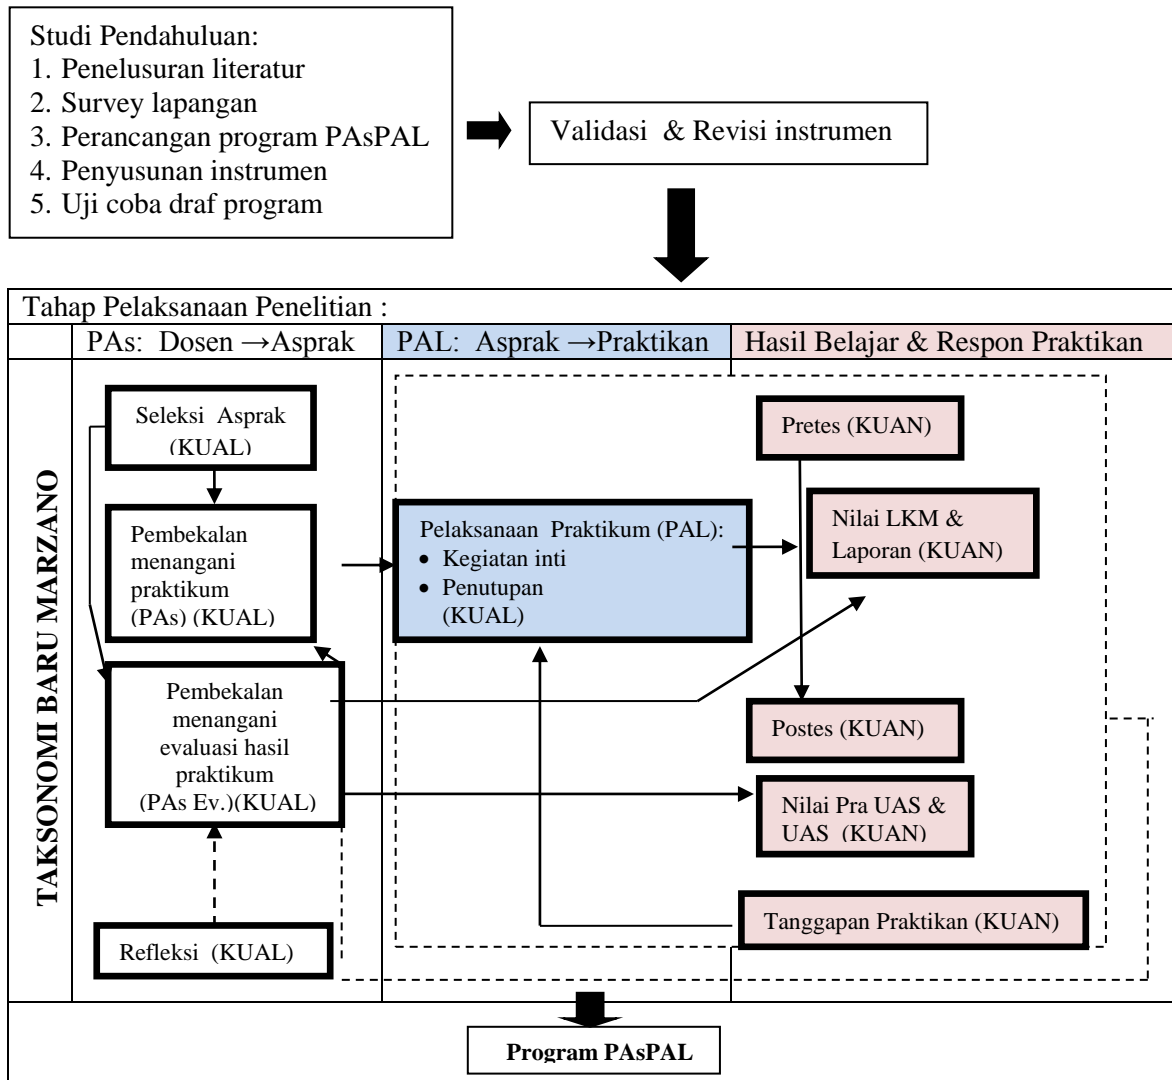 Studi Pendahuluan:
1. Penelusuran literatur
2. Survey lapangan
3. Perancangan program PAsPAL
4. Penyusunan instrumen
5. Uji coba draf program
Validasi & Revisi instrumen
Tahap Pelaksanaan Penelitian :
PAs: Dosen →Asprak
PAL: Asprak →Praktikan
Hasil Belajar & Respon Praktikan
TAKSONOMI BARU MARZANO
Seleksi Asprak
(KUAL)
Pembekalan
menangani
praktikum
(PAs) (KUAL)
Pembekalan
menangani
evaluasi hasil
praktikum
(PAs Ev.)(KUAL)
Refleksi (KUAL)
Pelaksanaan Praktikum (PAL):
• Kegiatan inti
• Penutupan
(KUAL)
Pretes (KUAN)
Nilai LKM &
Laporan (KUAN)
Postes (KUAN)
Nilai Pra UAS &
UAS (KUAN)
Tanggapan Praktikan (KUAN)
Program PAsPAL